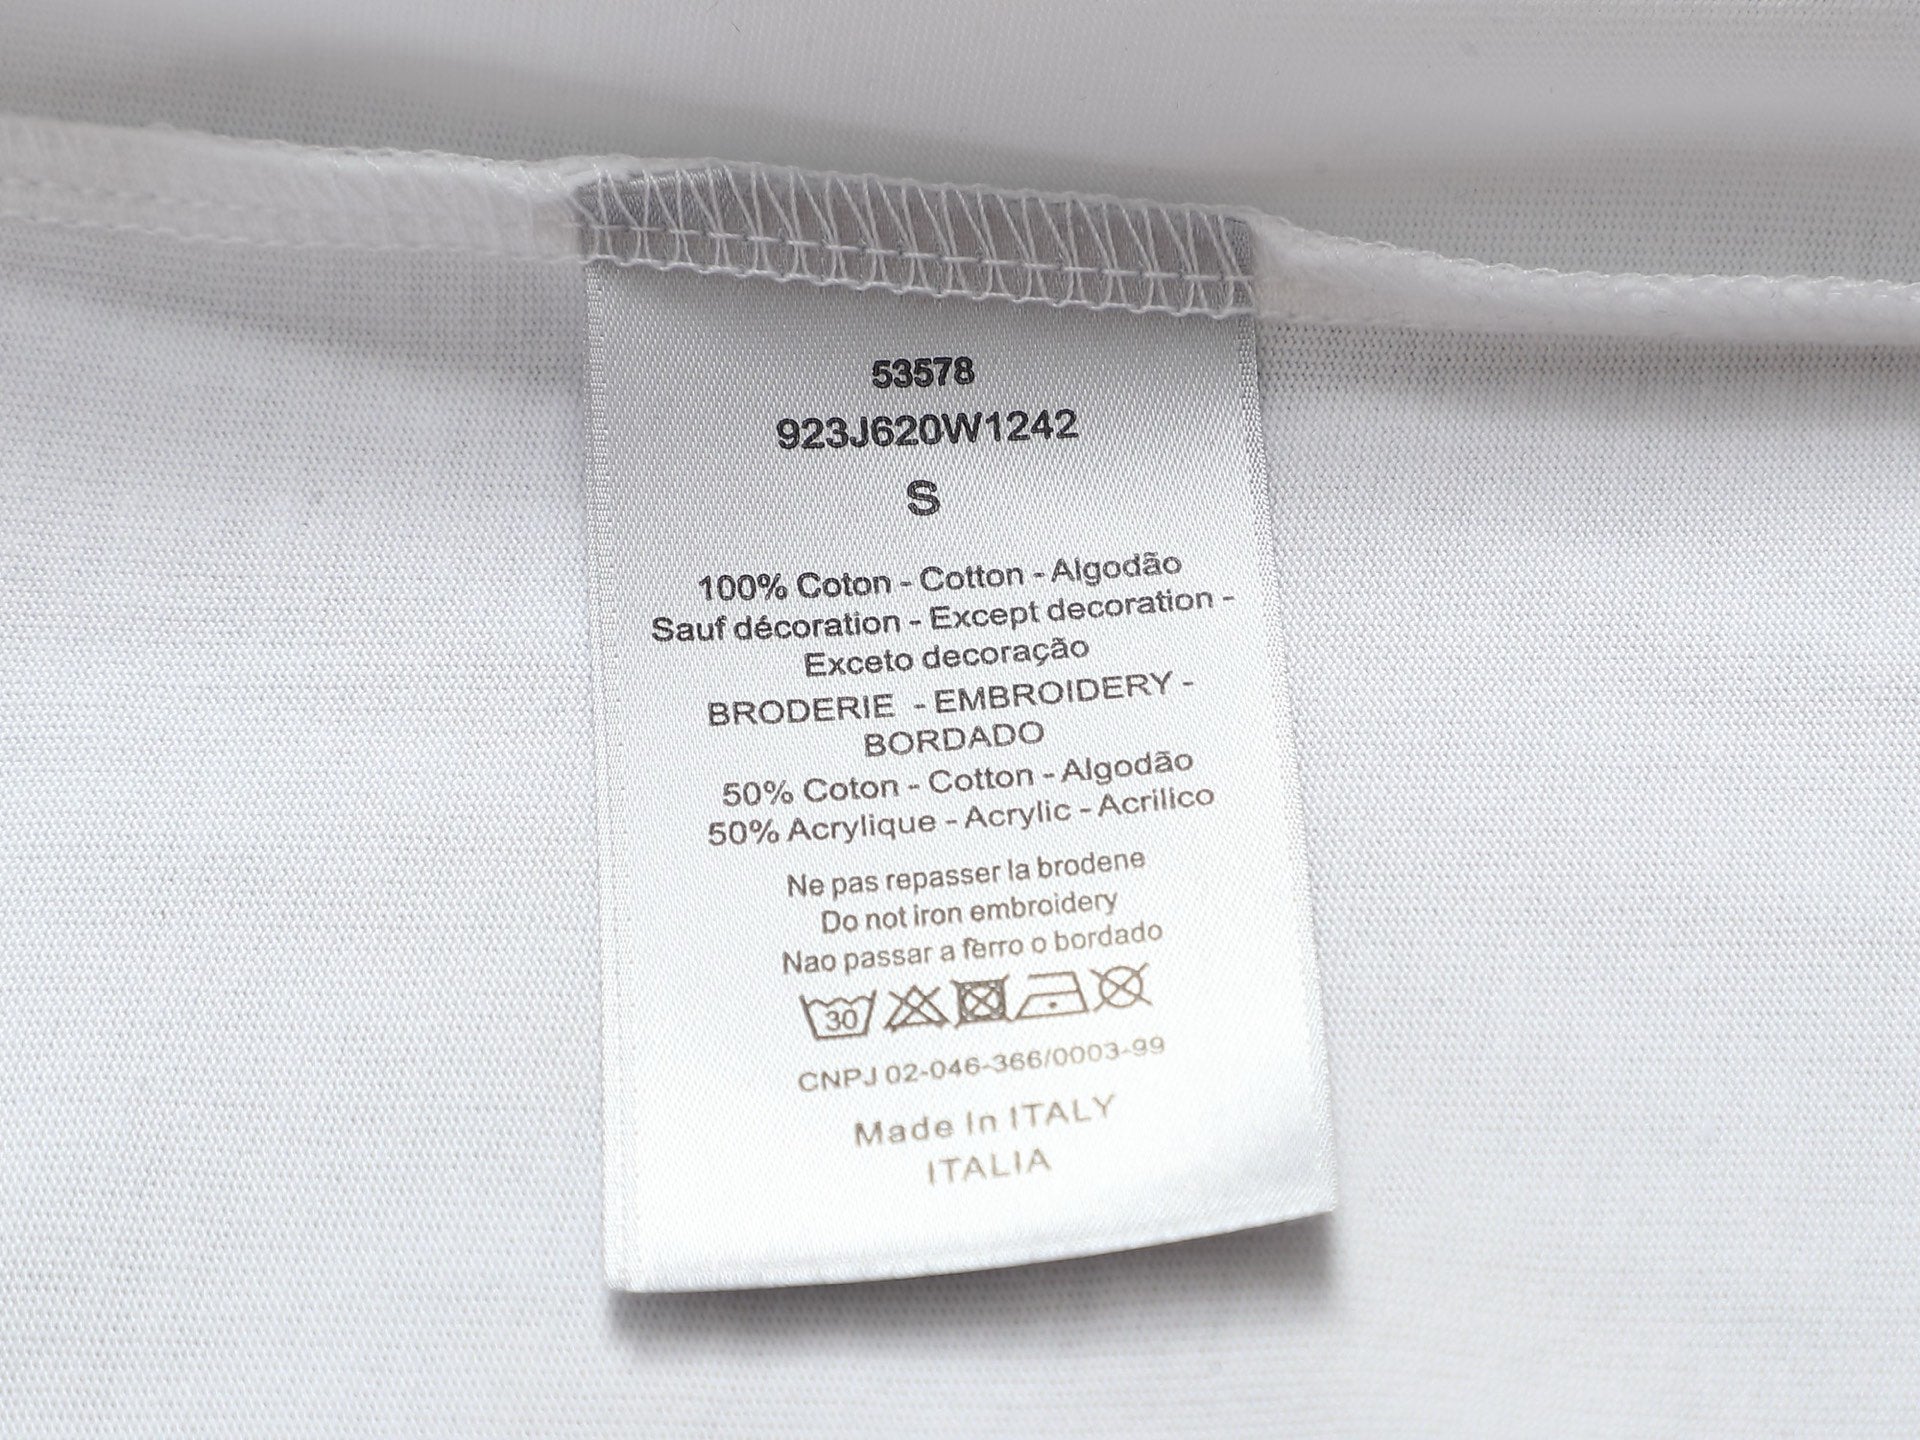 53578
923J620W1242
S
100% Coton - Cotton - Algodão
Sauf décoration - Except decoration -
Exceto decoração
BRODERIE - EMBROIDERY -
BORDADO
50% Coton - Cotton - Algodão
50% Acrylique - Acrylic - Acrilico
Ne pas repasser la brodene
Do not iron embroidery
Nao passar a ferro o bordado
30
CNPJ 02-046-366/0003-99
Made In ITALY
ITALIA